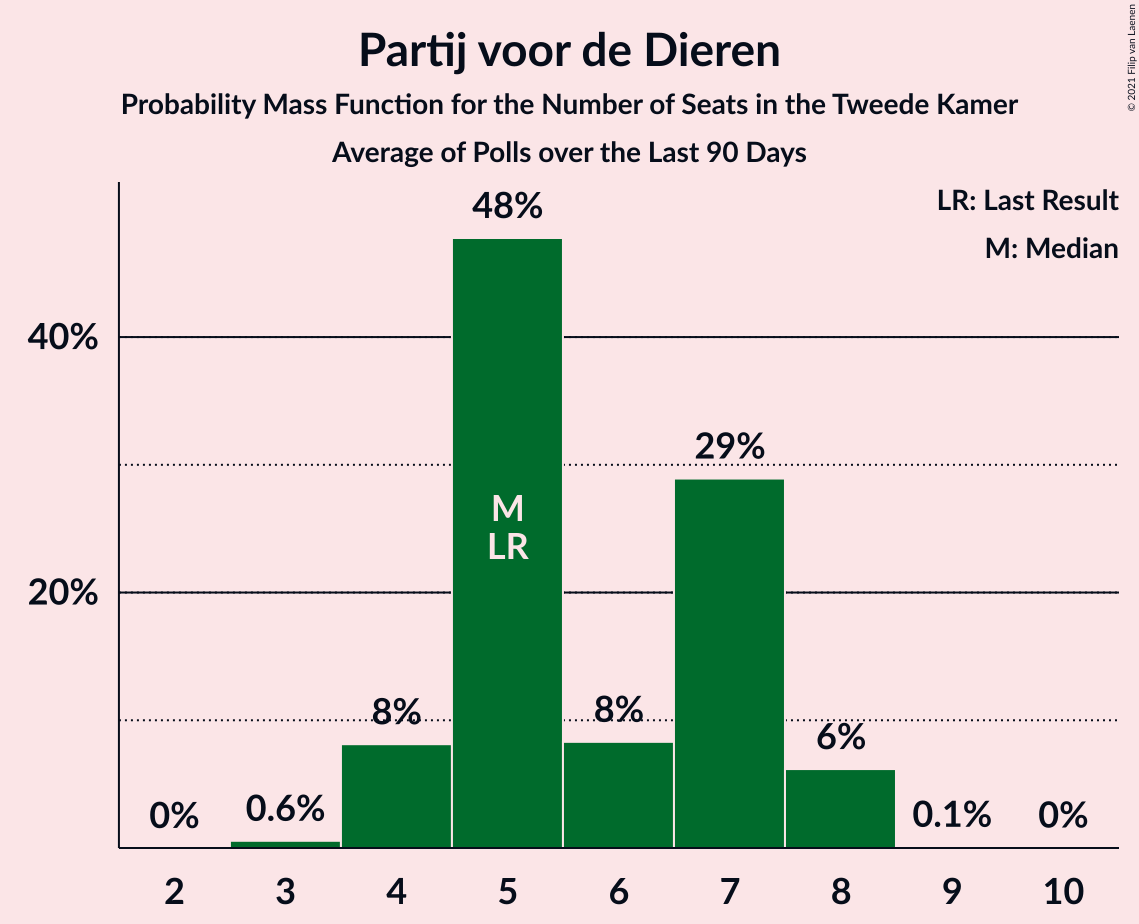 Partij voor de Dieren
Probability Mass Function for the Number of Seats in the Tweede Kamer
Average of Polls over the Last 90 Days
© 2021 Filip van Laenen
LR: Last Result
M: Median
48%
40%
29%
M
LR
20%
8%
8%
6%
0%
0.6%
0.1%
0%
2 3 4 5 6 7 8 9 10